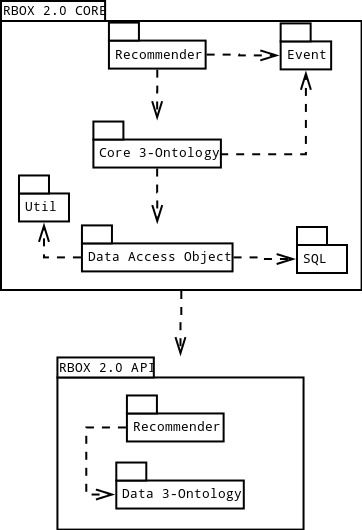 RBOX 2.0 CORE
Recommender
Event
Core 3-Ontology
Util
Data Access Object
SQL
RBOX 2.0 API
Recommender
Data 3-Ontology